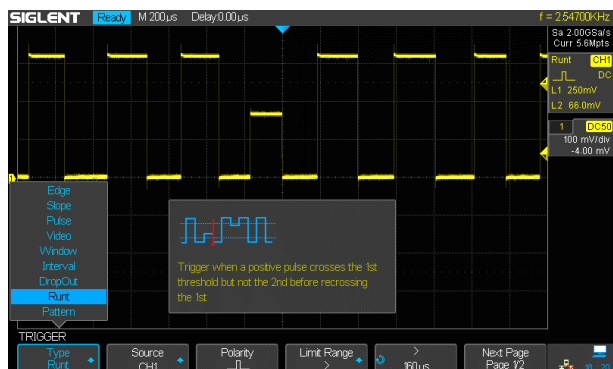 SIGLENT Ready M 200µs Delay:0.00µs f = 2.54700KHz
Sa 2.00GSa/s
Curr 5.6Mpts
Runt CH1
DC
L1 250mV
L2 66.0mV
1 DC50
100 mV/div
-4.00 mV
1
Edge
Slope
Pulse
Video
Window
Interval
DropOut
Runt
Pattern
Trigger when a positive pulse crosses the 1st
threshold but not the 2nd before recrossing
the 1st
TRIGGER
Type Source Polarity Limit Range > Next Page
Runt CH1 > 160us Page 1/2